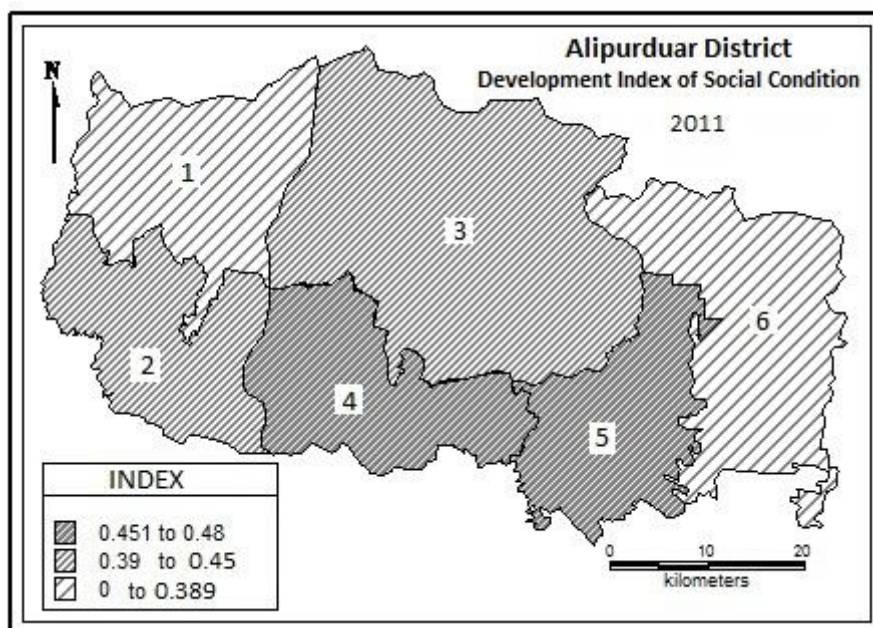 Alipurduar District
Development Index of Social Condition
2011
N
1
3
6
2
4
5
INDEX
0.451 to 0.48
0.39 to 0.45
0 to 0.389
0 10 20
kilometers